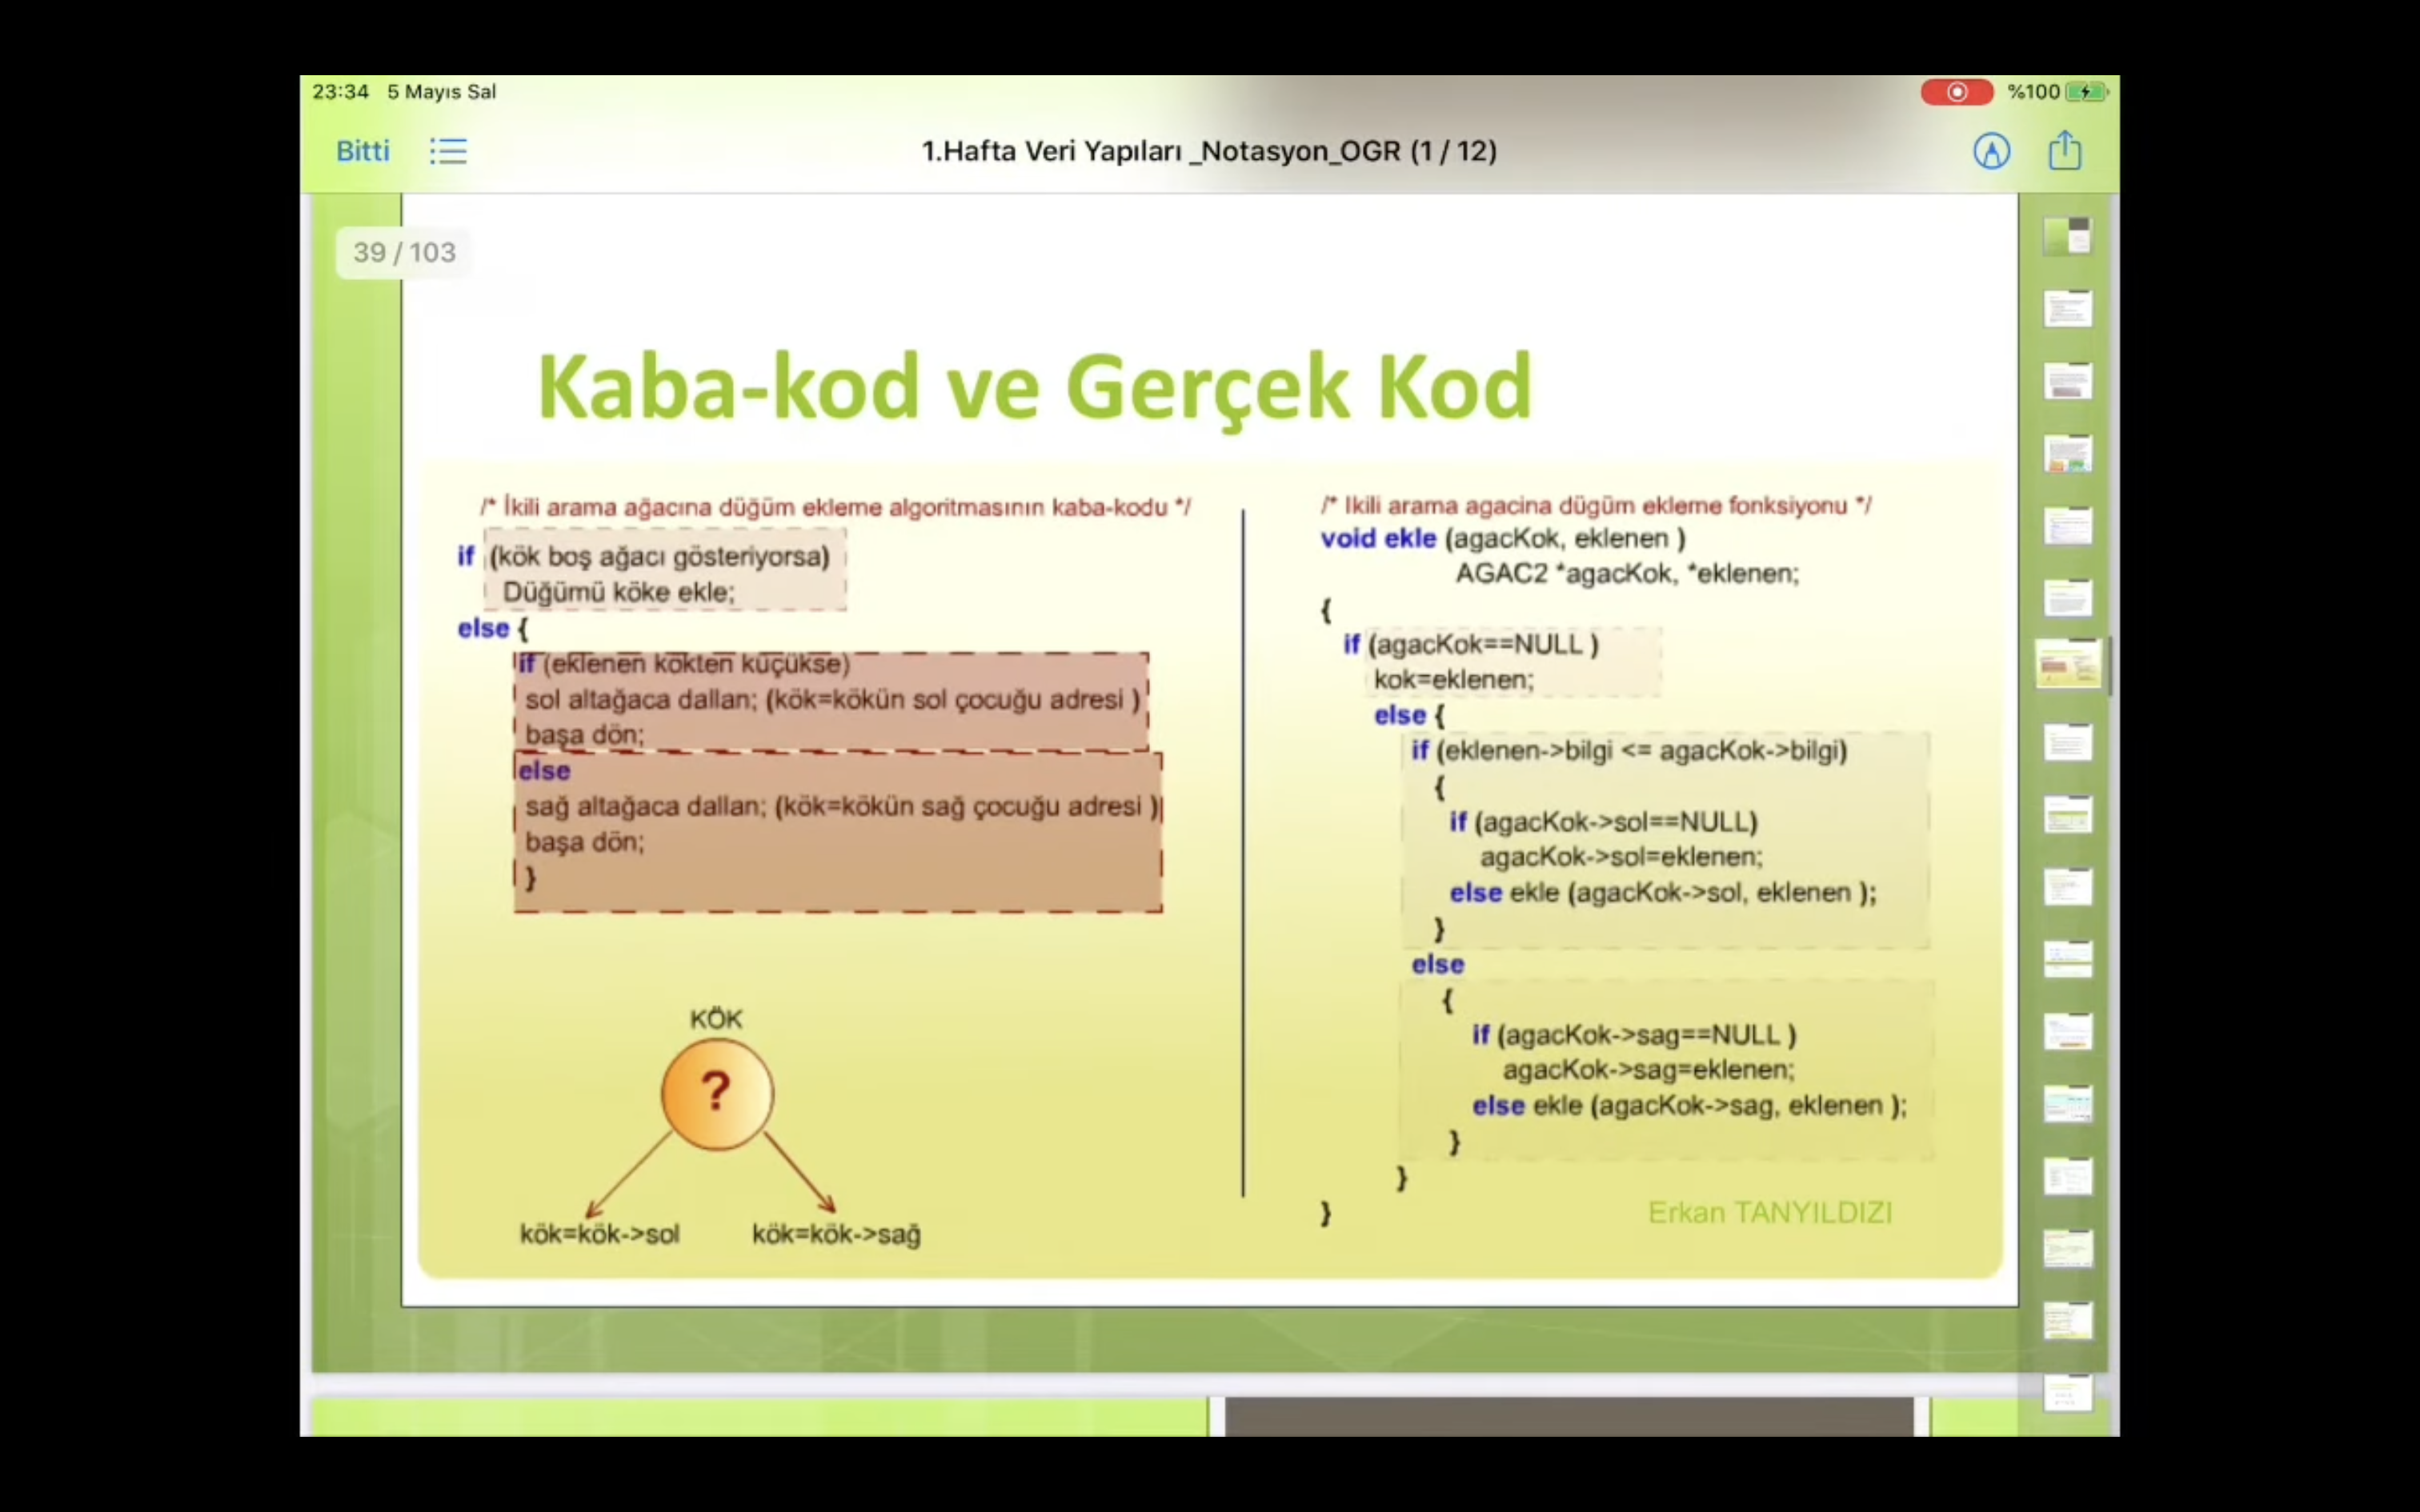 23:34 5 Mayıs Sal
%100
Bitti
1.Hafta Veri Yapıları _Notasyon_OGR (1 / 12)
39 / 103
Kaba-kod ve Gerçek Kod
/* İkili arama ağacına düğüm ekleme algoritmasının kaba-kodu */
if (kök boş ağacı gösteriyorsa)
Düğümü köke ekle;
else {
if (eklenen kökten küçükse)
sol altağaca dallan; (kök=kökün sol çocuğu adresi )
başa dön;
else
sağ altağaca dallan; (kök=kökün sağ çocuğu adresi )
başa dön;
}
KÖK
?
kök=kök->sol kök=kök->sağ
/* Ikili arama agacina dügüm ekleme fonksiyonu */
void ekle (agacKok, eklenen )
AGAC2 *agacKok, *eklenen;
{
if (agacKok==NULL )
kok=eklenen;
else {
if (eklenen->bilgi <= agacKok->bilgi)
{
if (agacKok->sol==NULL)
agacKok->sol=eklenen;
else ekle (agacKok->sol, eklenen );
}
else
{
if (agacKok->sag==NULL )
agacKok->sag=eklenen;
else ekle (agacKok->sag, eklenen );
}
}
}
Erkan TANYILDIZI